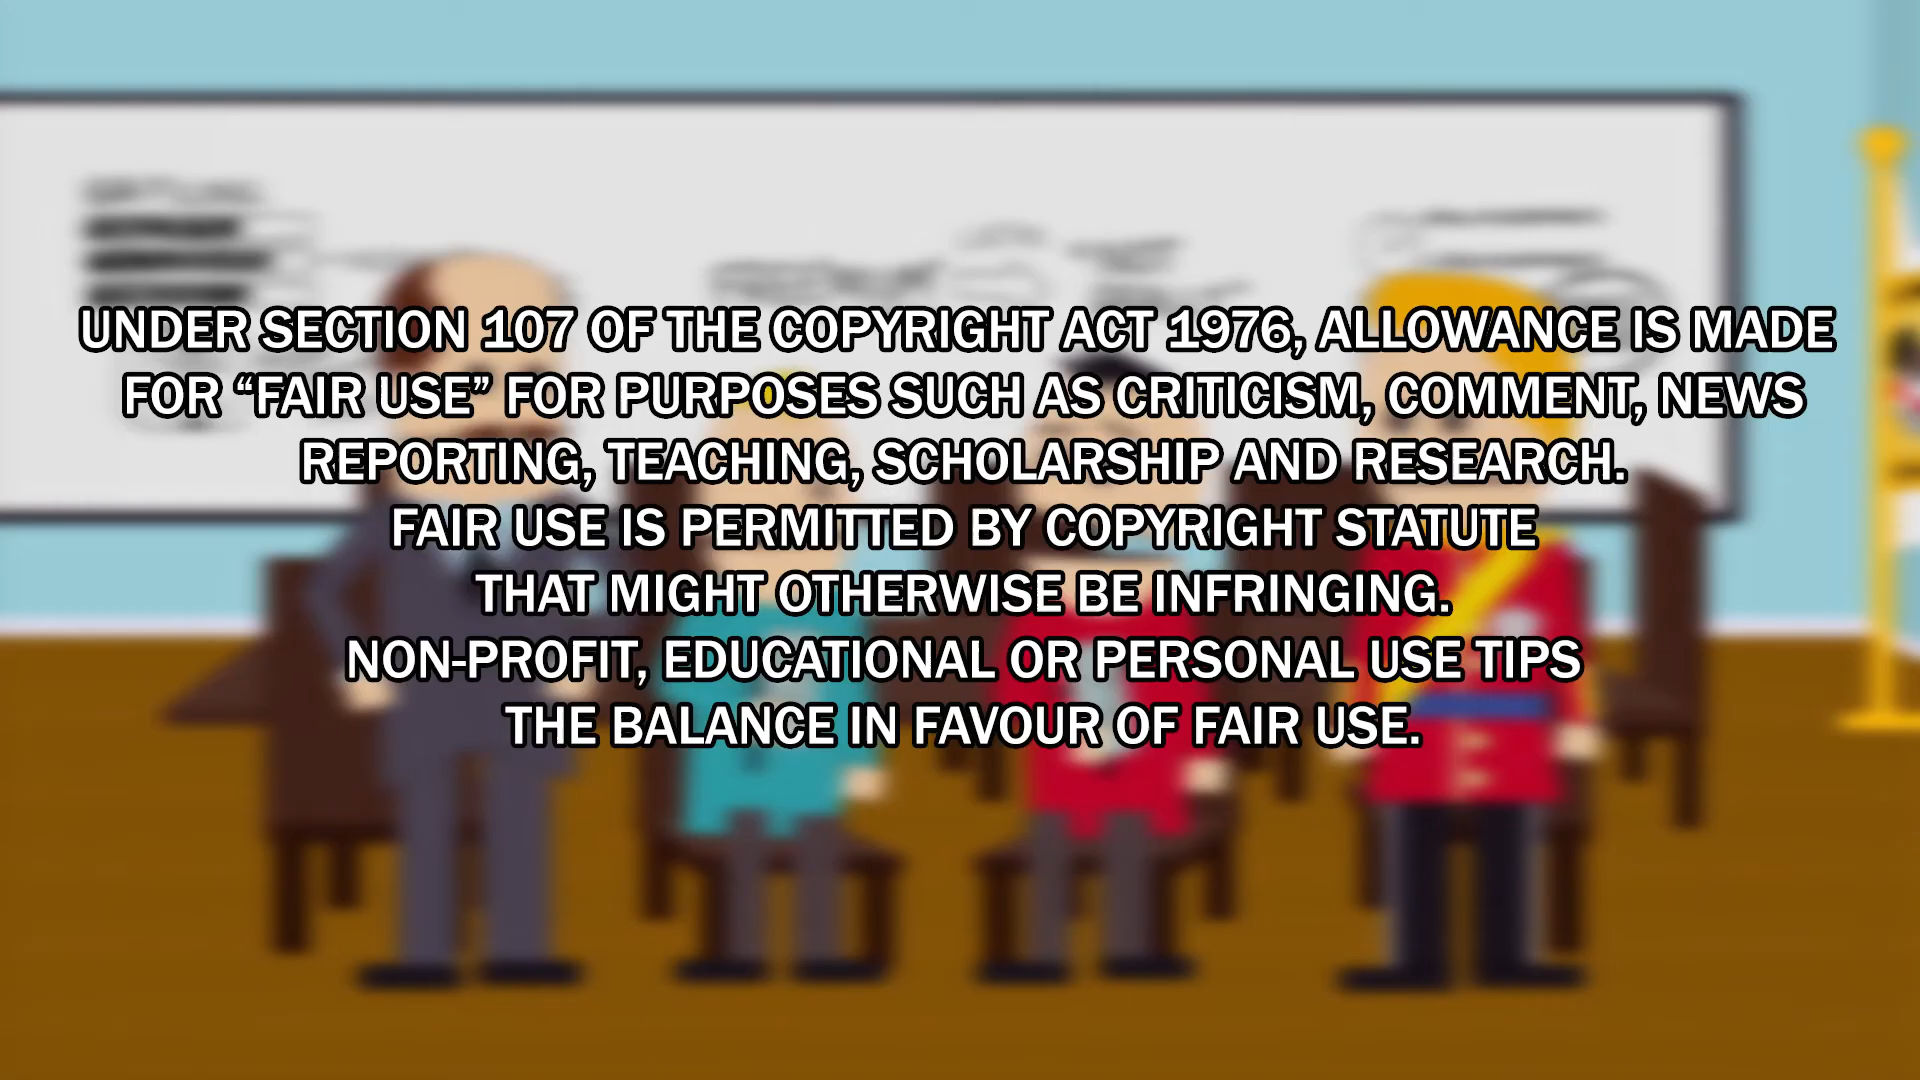 UNDER SECTION 107 OF THE COPYRIGHT ACT 1976, ALLOWANCE IS MADE
FOR “FAIR USE” FOR PURPOSES SUCH AS CRITICISM, COMMENT, NEWS
REPORTING, TEACHING, SCHOLARSHIP AND RESEARCH.
FAIR USE IS PERMITTED BY COPYRIGHT STATUTE
THAT MIGHT OTHERWISE BE INFRINGING.
NON-PROFIT, EDUCATIONAL OR PERSONAL USE TIPS
THE BALANCE IN FAVOUR OF FAIR USE.